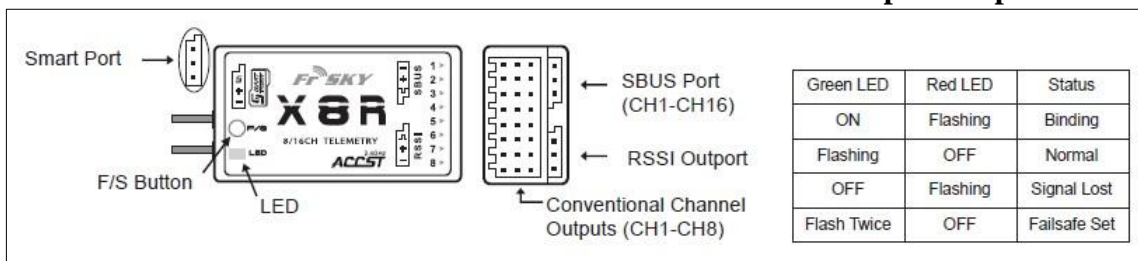 Smart Port
FrSKY
X8R
8/16CH TELEMETRY
2.4GHz
ACCST
F/S
LED
SBUS
RSSI
1
2
3
4
5
6
7
8
F/S Button
LED
SBUS Port
(CH1-CH16)
RSSI Outport
Conventional Channel
Outputs (CH1-CH8)
Green LED Red LED Status
ON Flashing Binding
Flashing OFF Normal
OFF Flashing Signal Lost
Flash Twice OFF Failsafe Set